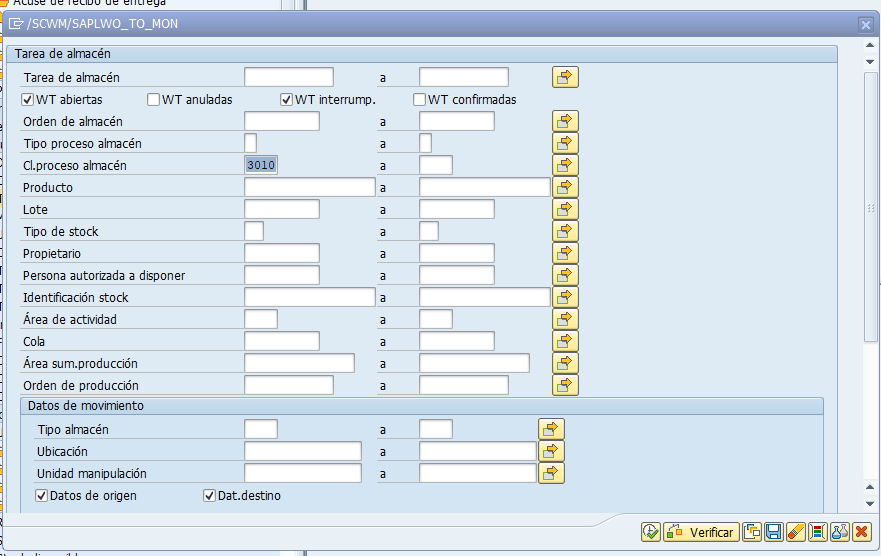 Acuse de recibo de entrega
/SCWM/SAPLWO_TO_MON
Tarea de almacén
Tarea de almacén a
WT abiertas WT anuladas WT interrump. WT confirmadas
Orden de almacén a
Tipo proceso almacén a
Cl.proceso almacén 3010 a
Producto a
Lote a
Tipo de stock a
Propietario a
Persona autorizada a disponer a
Identificación stock a
Área de actividad a
Cola a
Área sum.producción a
Orden de producción a
Datos de movimiento
Tipo almacén a
Ubicación a
Unidad manipulación a
Datos de origen Dat.destino
Verificar